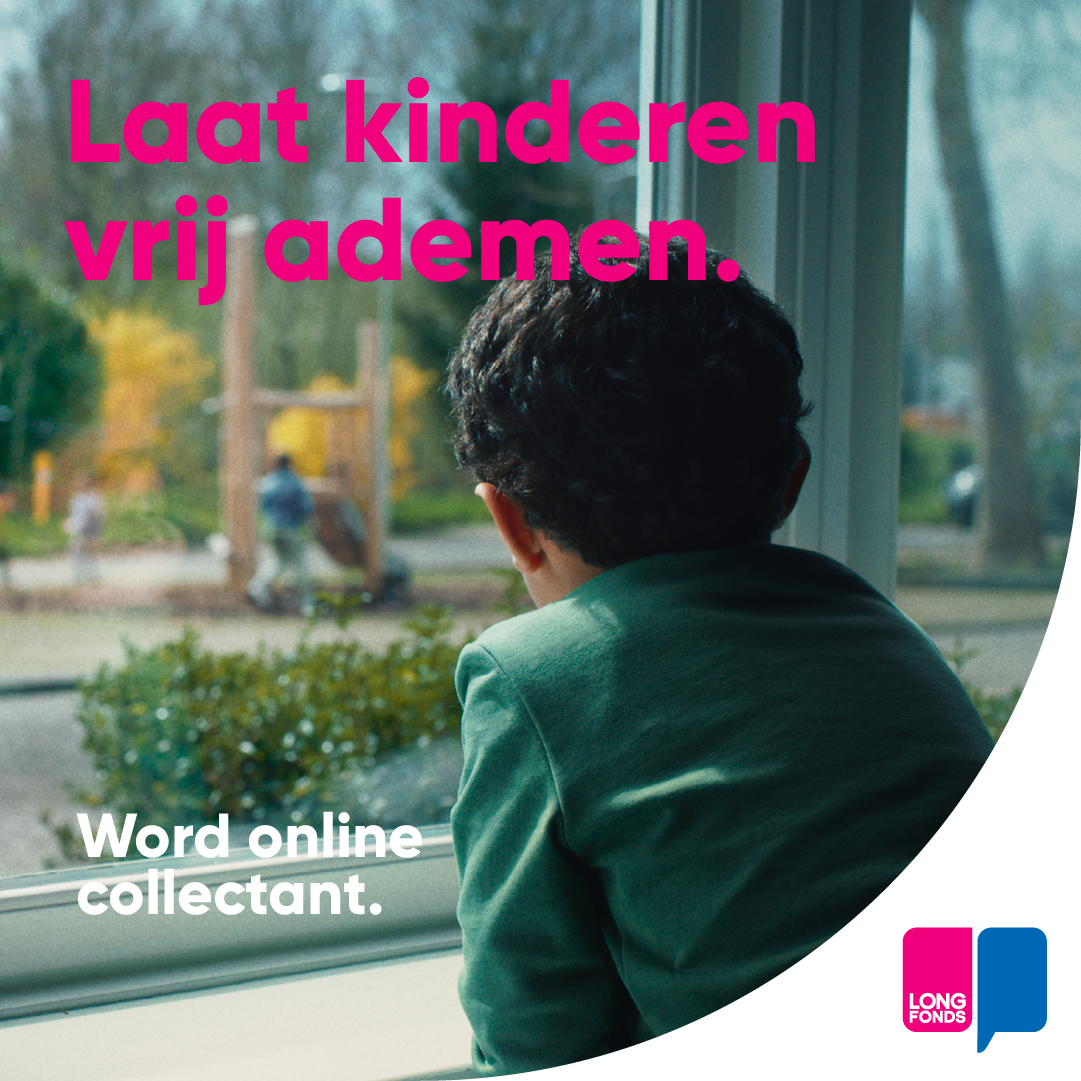 Laat kinderen
vrij ademen.
Word online
collectant.
LONG
FONDS